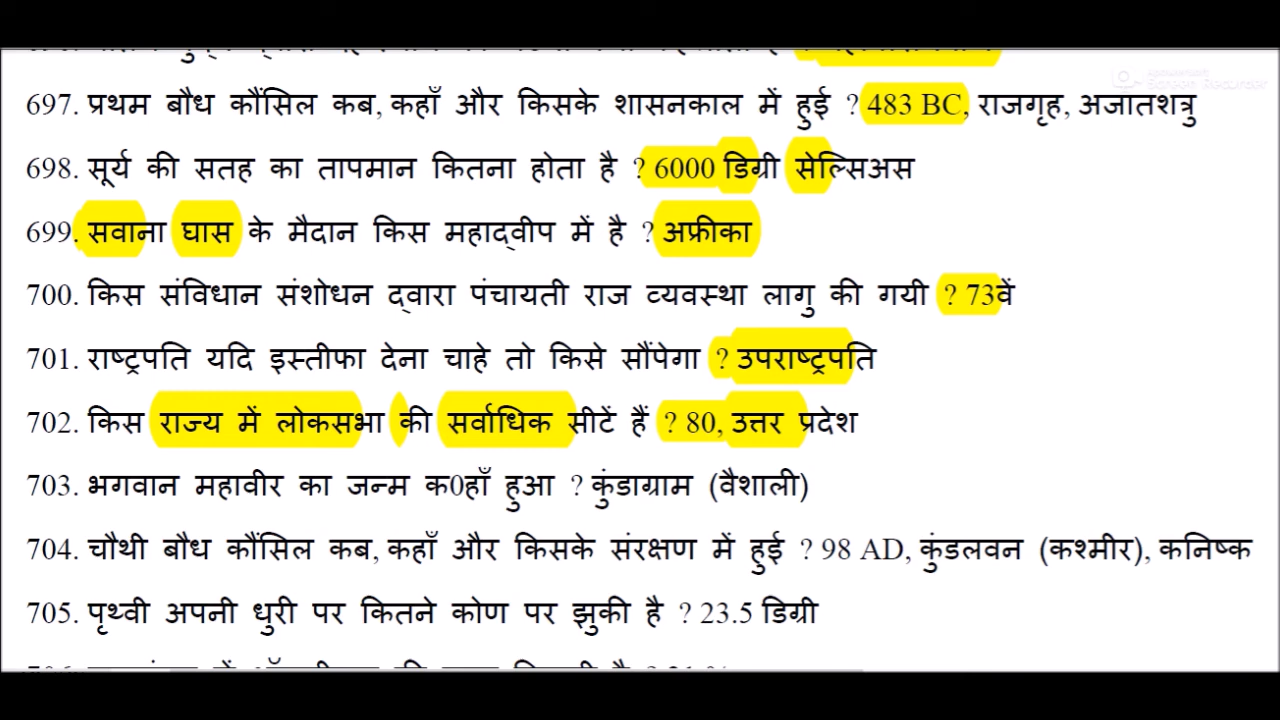 Screen Recorder
697. प्रथम बौध कौंसिल कब, कहाँ और किसके शासनकाल में हुई ? 483 BC, राजगृह, अजातशत्रु
698. सूर्य की सतह का तापमान कितना होता है ? 6000 डिग्री सेल्सिअस
699. सवाना घास के मैदान किस महाद्वीप में है ? अफ्रीका
700. किस संविधान संशोधन द्वारा पंचायती राज व्यवस्था लागु की गयी ? 73वें
701. राष्ट्रपति यदि इस्तीफा देना चाहे तो किसे सौंपेगा ? उपराष्ट्रपति
702. किस राज्य में लोकसभा की सर्वाधिक सीटें हैं ? 80, उत्तर प्रदेश
703. भगवान महावीर का जन्म क0हाँ हुआ ? कुंडाग्राम (वैशाली)
704. चौथी बौध कौंसिल कब, कहाँ और किसके संरक्षण में हुई ? 98 AD, कुंडलवन (कश्मीर), कनिष्क
705. पृथ्वी अपनी धुरी पर कितने कोण पर झुकी है ? 23.5 डिग्री